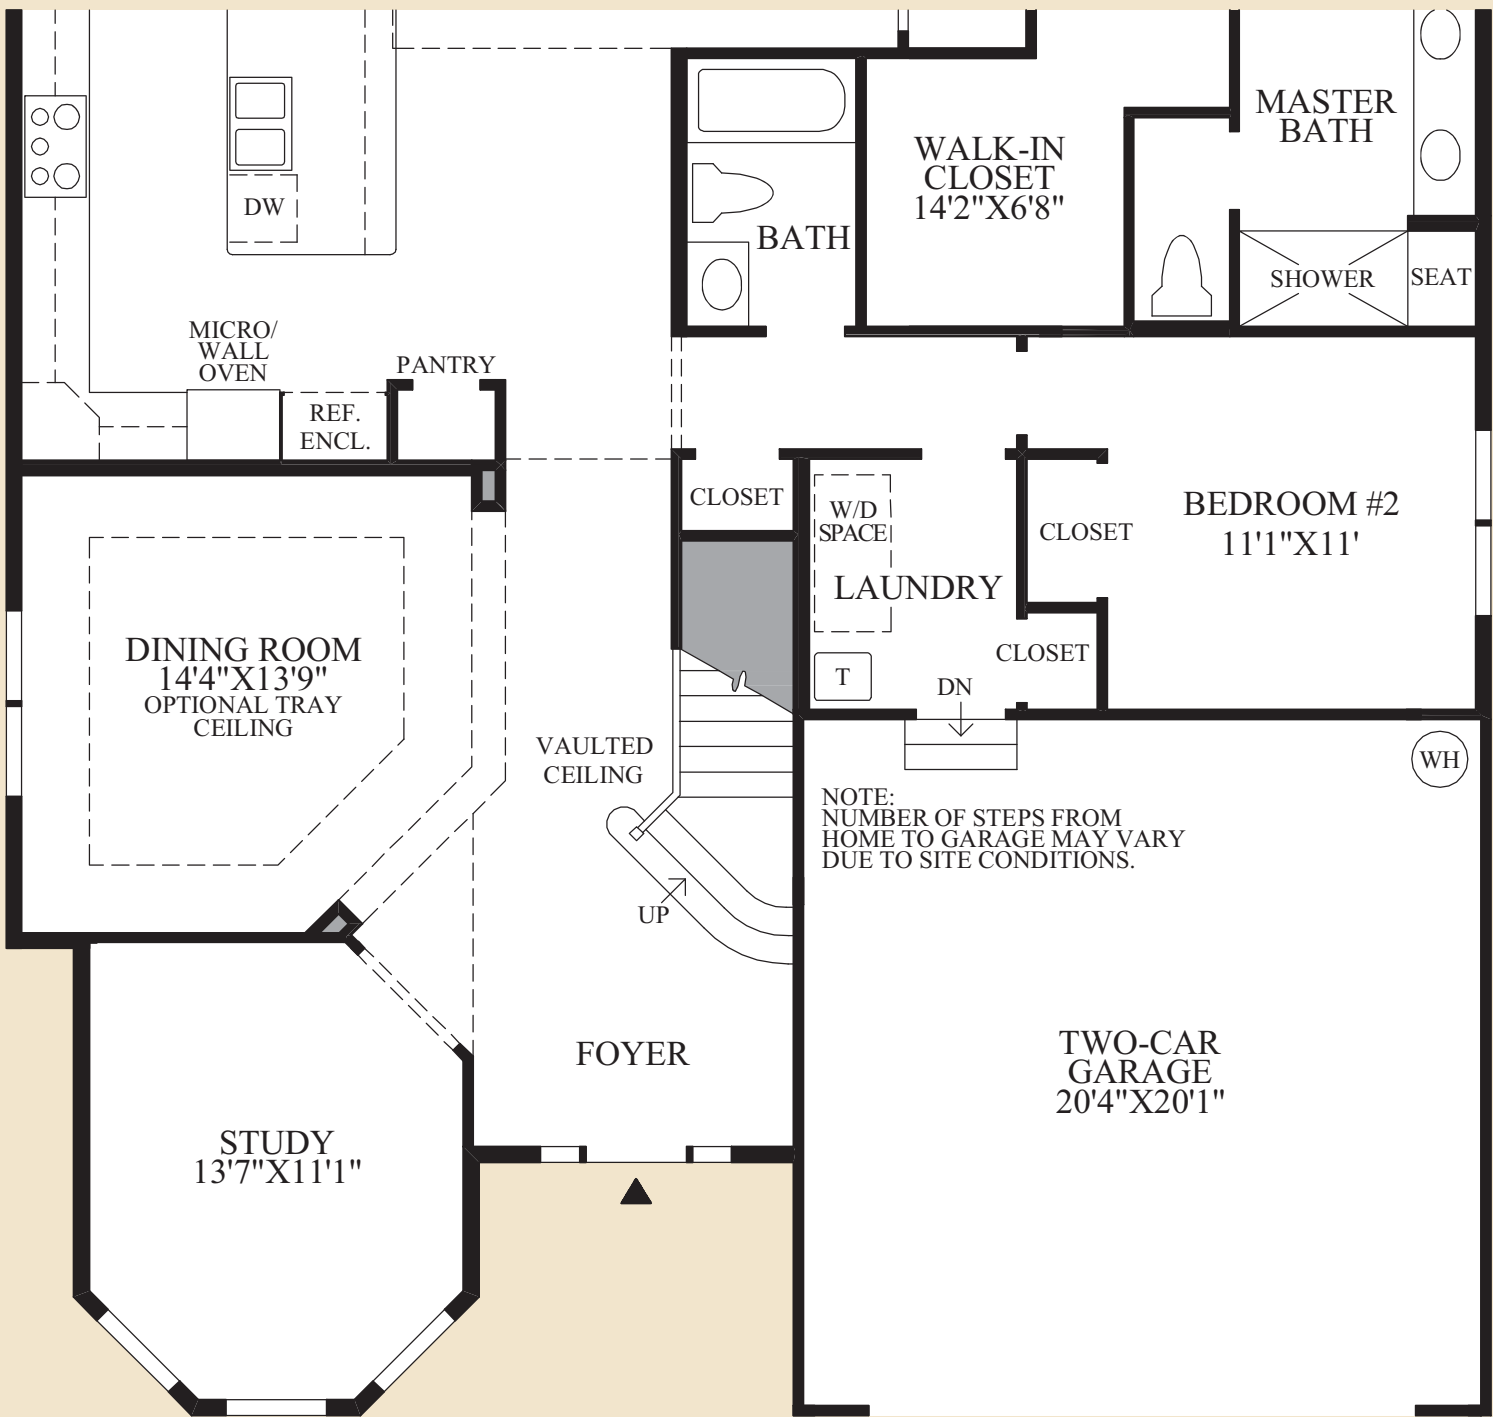 MASTER
BATH
WALK-IN
CLOSET
14'2"X6'8"
DW
BATH
SHOWER
SEAT
MICRO/
WALL
OVEN
PANTRY
REF.
ENCL.
CLOSET
W/D
SPACE
CLOSET
BEDROOM #2
11'1"X11'
LAUNDRY
DINING ROOM
14'4"X13'9"
OPTIONAL TRAY
CEILING
CLOSET
T
DN
VAULTED
CEILING
WH
NOTE:
NUMBER OF STEPS FROM
HOME TO GARAGE MAY VARY
DUE TO SITE CONDITIONS.
UP
FOYER
TWO-CAR
GARAGE
20'4"X20'1"
STUDY
13'7"X11'1"